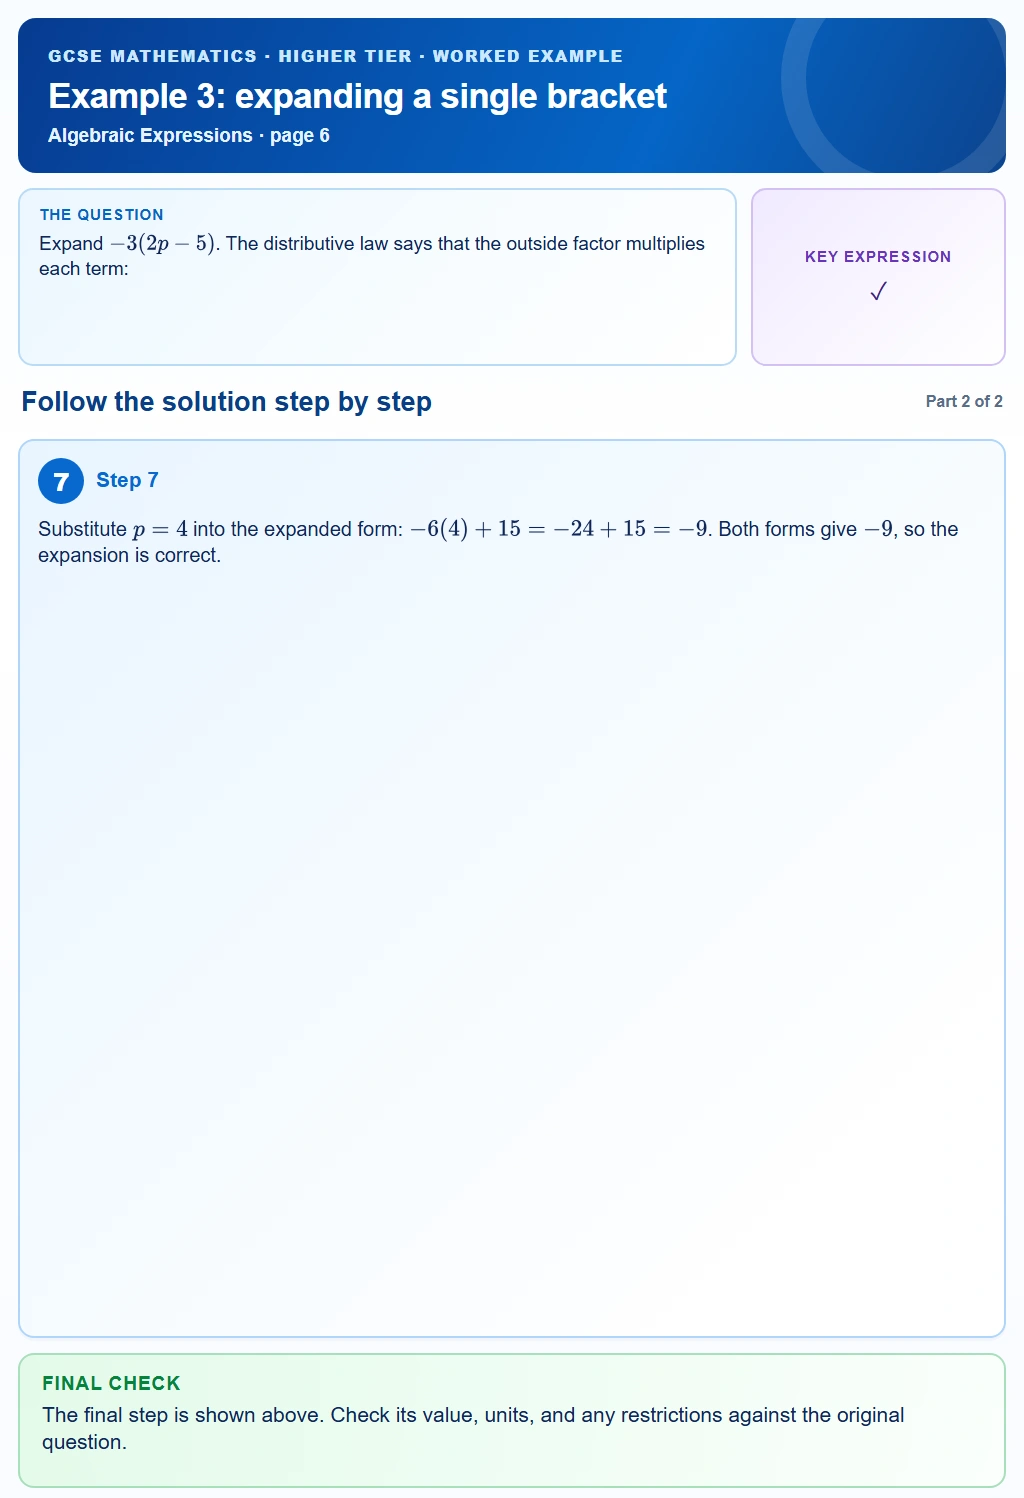 GCSE MATHEMATICS · HIGHER TIER · WORKED EXAMPLE
Example 3: expanding a single bracket
Algebraic Expressions · page 6
THE QUESTION
Expand −3(2p − 5). The distributive law says that the outside factor multiplies
each term:
KEY EXPRESSION
✓
Follow the solution step by step
Part 2 of 2
7
Step 7
Substitute p = 4 into the expanded form: −6(4) + 15 = −24 + 15 = −9. Both forms give −9, so the
expansion is correct.
FINAL CHECK
The final step is shown above. Check its value, units, and any restrictions against the original
question.